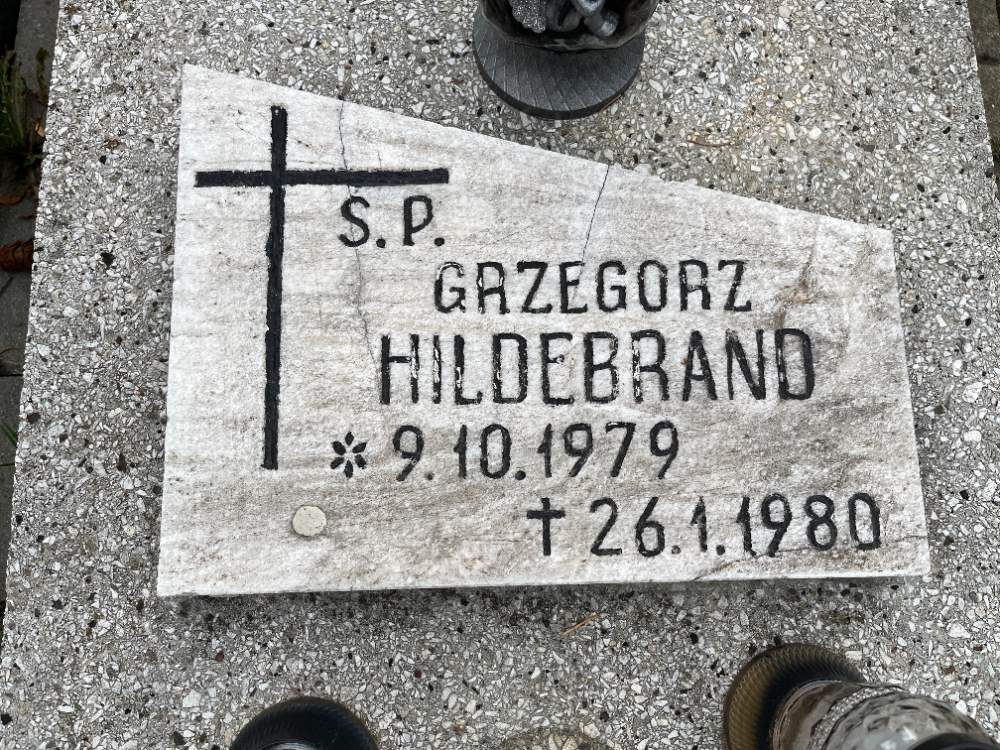 S.P.
GRZEGORZ
HILDEBRAND
* 9.10.1979
† 26.1.1980